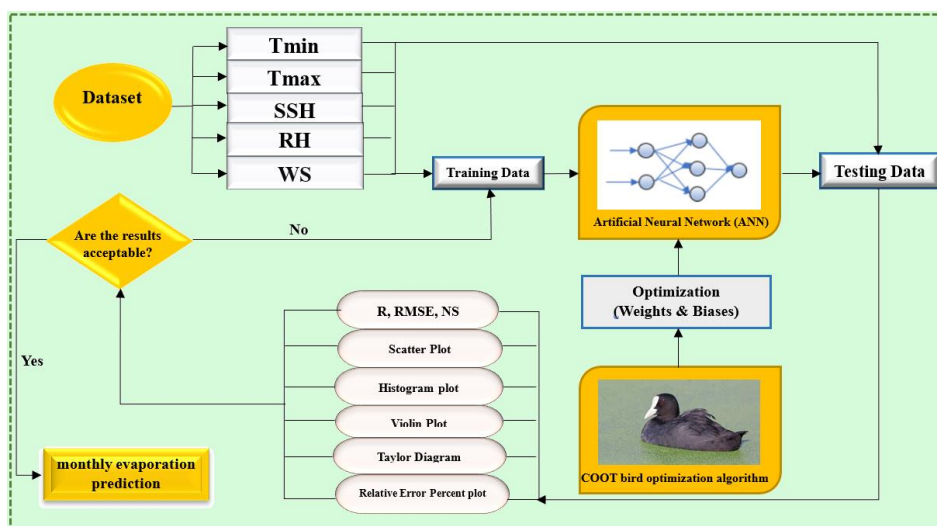 Dataset
Tmin
Tmax
SSH
RH
WS
Training Data
Artificial Neural Network (ANN)
Testing Data
Are the results
acceptable?
No
Yes
Optimization
(Weights & Biases)
R, RMSE, NS
Scatter Plot
Histogram plot
Violin Plot
Taylor Diagram
Relative Error Percent plot
COOT bird optimization algorithm
monthly evaporation
prediction